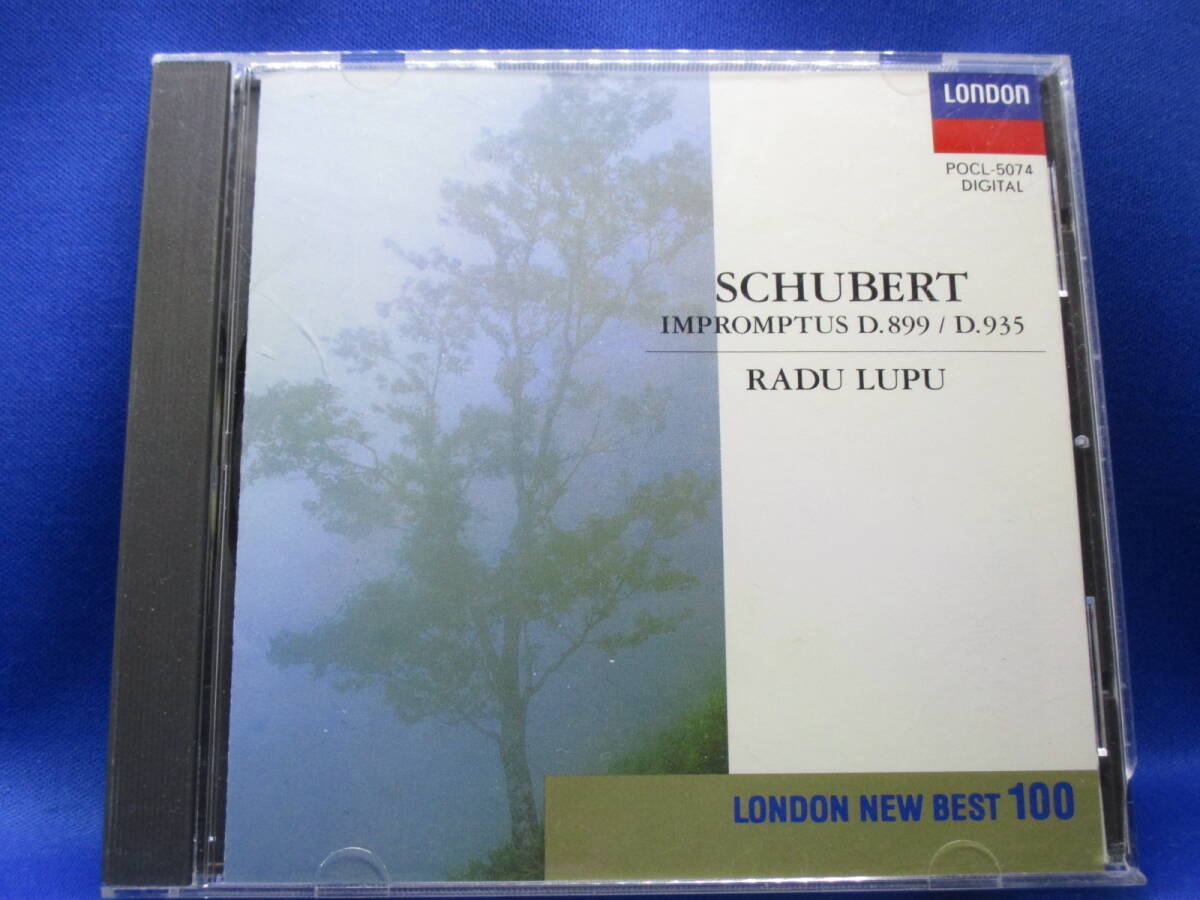 LONDON
POCL-5074
DIGITAL
SCHUBERT
IMPROMPTUS D.899 / D.935
RADU LUPU
LONDON NEW BEST 100